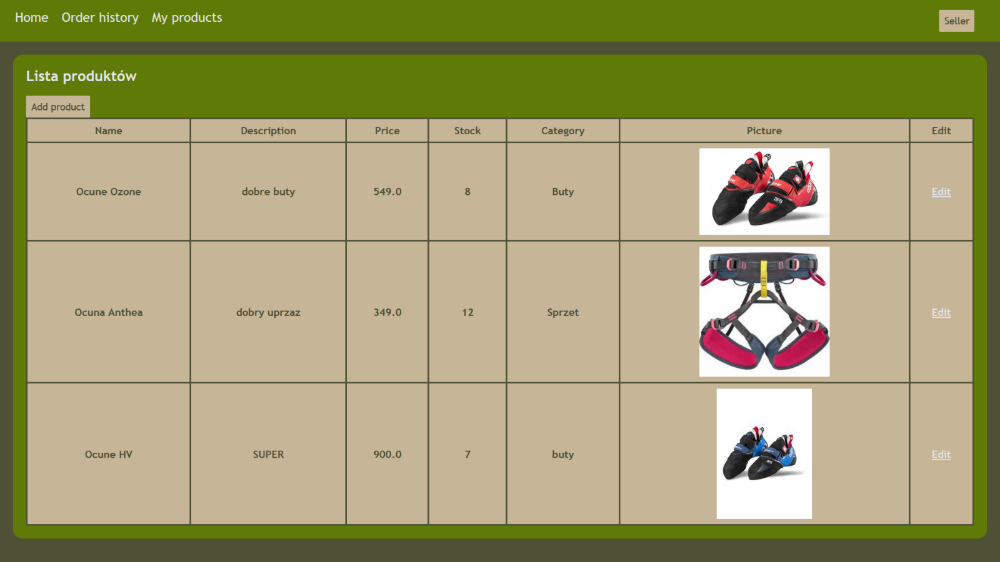 Home Order history My products Seller
Lista produktów
Add product
Name Description Price Stock Category Picture Edit
Ocune Ozone dobre buty 549.0 8 Buty Edit
Ocuna Anthea dobry uprzaz 349.0 12 Sprzet Edit
Ocune HV SUPER 900.0 7 buty Edit